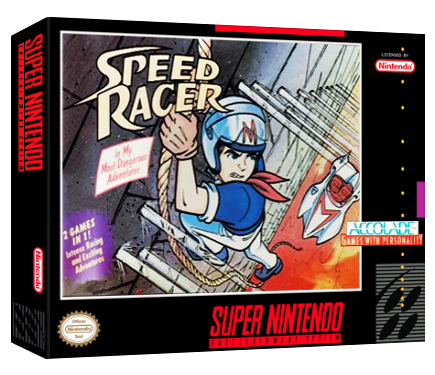 SUPER NINTENDO
Nintendo
SPEED
RACER
In My
Most Dangerous
Adventures
2 GAMES
IN 1!
Intense Racing
and Exciting
Adventures
M
M
LICENSED BY
Nintendo
ACCOLADE
GAMES WITH PERSONALITY
Official
Nintendo
Seal
SUPER NINTENDO
ENTERTAINMENT SYSTEM